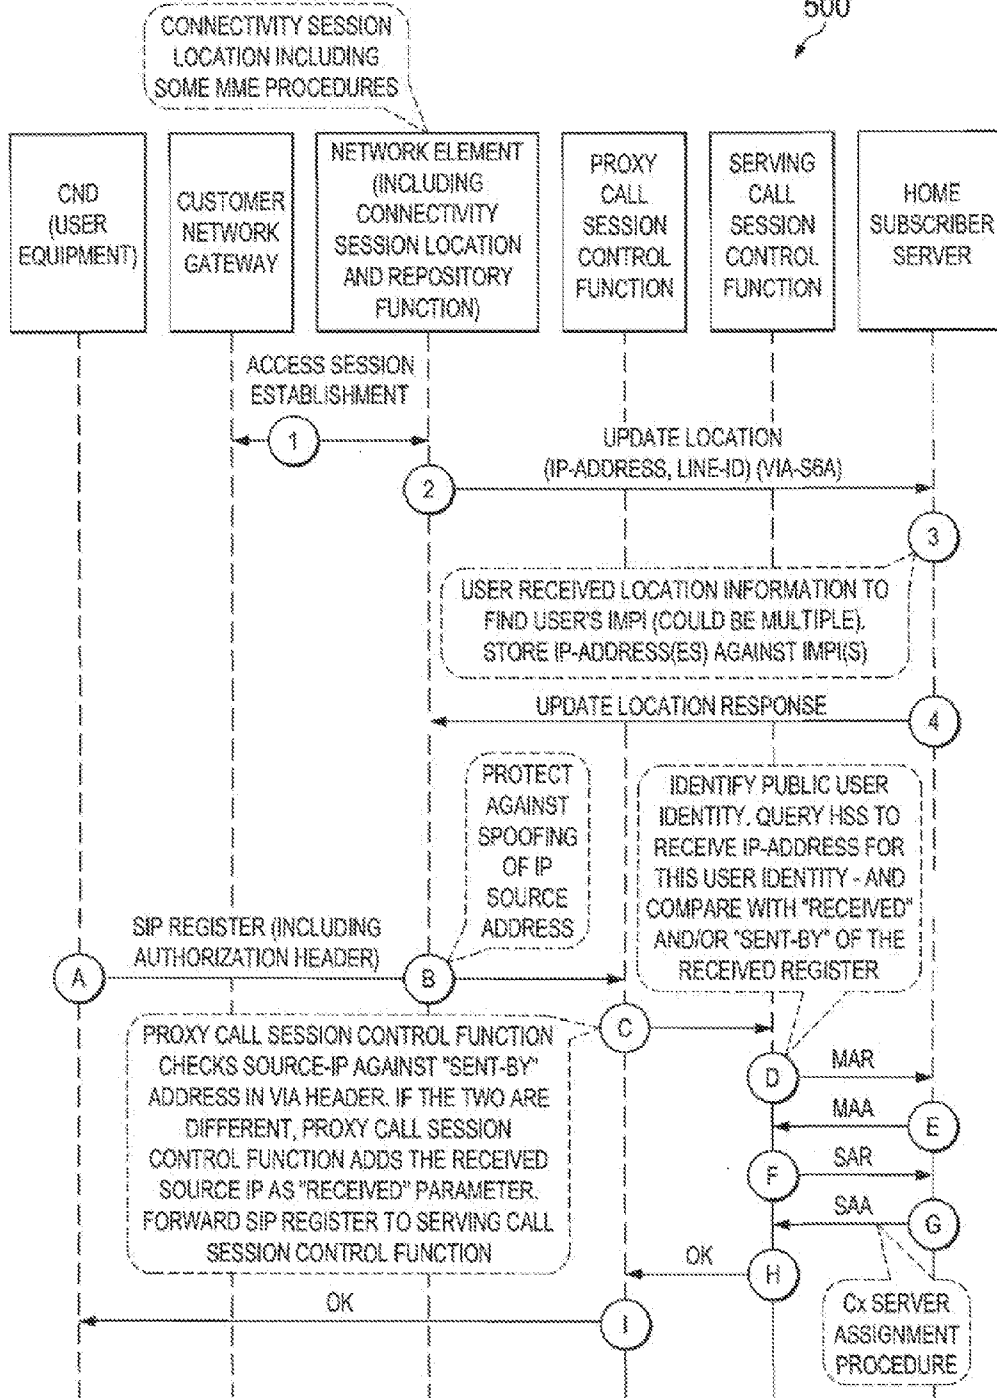 500
CONNECTIVITY SESSION
LOCATION INCLUDING
SOME MME PROCEDURES
CND
(USER
EQUIPMENT)
CUSTOMER
NETWORK
GATEWAY
NETWORK ELEMENT
(INCLUDING
CONNECTIVITY
SESSION LOCATION
AND REPOSITORY
FUNCTION)
PROXY
CALL
SESSION
CONTROL
FUNCTION
SERVING
CALL
SESSION
CONTROL
FUNCTION
HOME
SUBSCRIBER
SERVER
ACCESS SESSION
ESTABLISHMENT
1
UPDATE LOCATION
(IP-ADDRESS, LINE-ID) (VIA-S6A)
2
3
USER RECEIVED LOCATION INFORMATION TO
FIND USER'S IMPI (COULD BE MULTIPLE).
STORE IP-ADDRESS(ES) AGAINST IMPI(S)
UPDATE LOCATION RESPONSE
4
PROTECT
AGAINST
SPOOFING
OF IP
SOURCE
ADDRESS
IDENTIFY PUBLIC USER
IDENTITY. QUERY HSS TO
RECEIVE IP-ADDRESS FOR
THIS USER IDENTITY - AND
COMPARE WITH "RECEIVED"
AND/OR "SENT-BY" OF THE
RECEIVED REGISTER
SIP REGISTER (INCLUDING
AUTHORIZATION HEADER)
A
B
C
PROXY CALL SESSION CONTROL FUNCTION
CHECKS SOURCE-IP AGAINST "SENT-BY"
ADDRESS IN VIA HEADER. IF THE TWO ARE
DIFFERENT, PROXY CALL SESSION
CONTROL FUNCTION ADDS THE RECEIVED
SOURCE IP AS "RECEIVED" PARAMETER.
FORWARD SIP REGISTER TO SERVING CALL
SESSION CONTROL FUNCTION
D
MAR
MAA
E
F
SAR
SAA
G
OK
H
OK
I
Cx SERVER
ASSIGNMENT
PROCEDURE